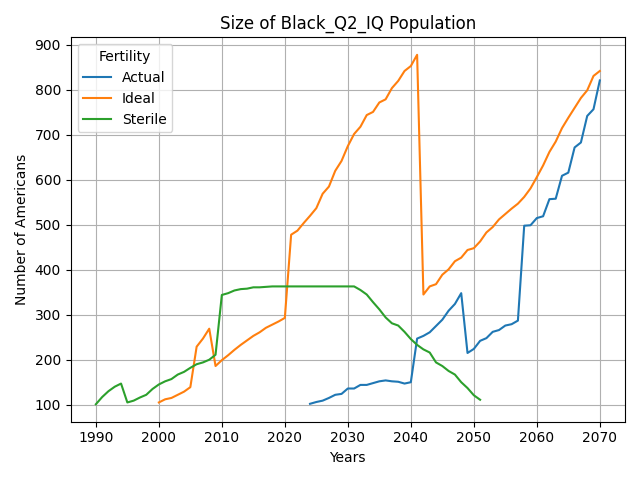 Size of Black_Q2_IQ Population
Fertility
Actual
Ideal
Sterile
Number of Americans
900
800
700
600
500
400
300
200
100
1990 2000 2010 2020 2030 2040 2050 2060 2070
Years